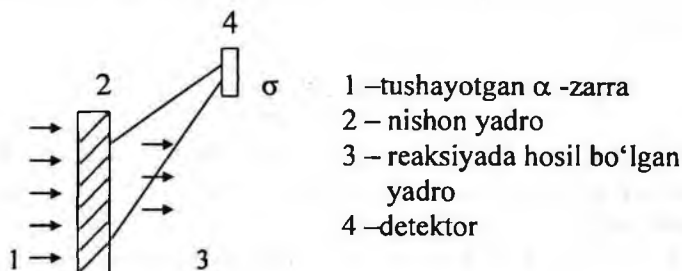 4
2
σ
1
3
1 –tushayotgan α -zarra
2 – nishon yadro
3 – reaksiyada hosil bo‘lgan
yadro
4 –detektor